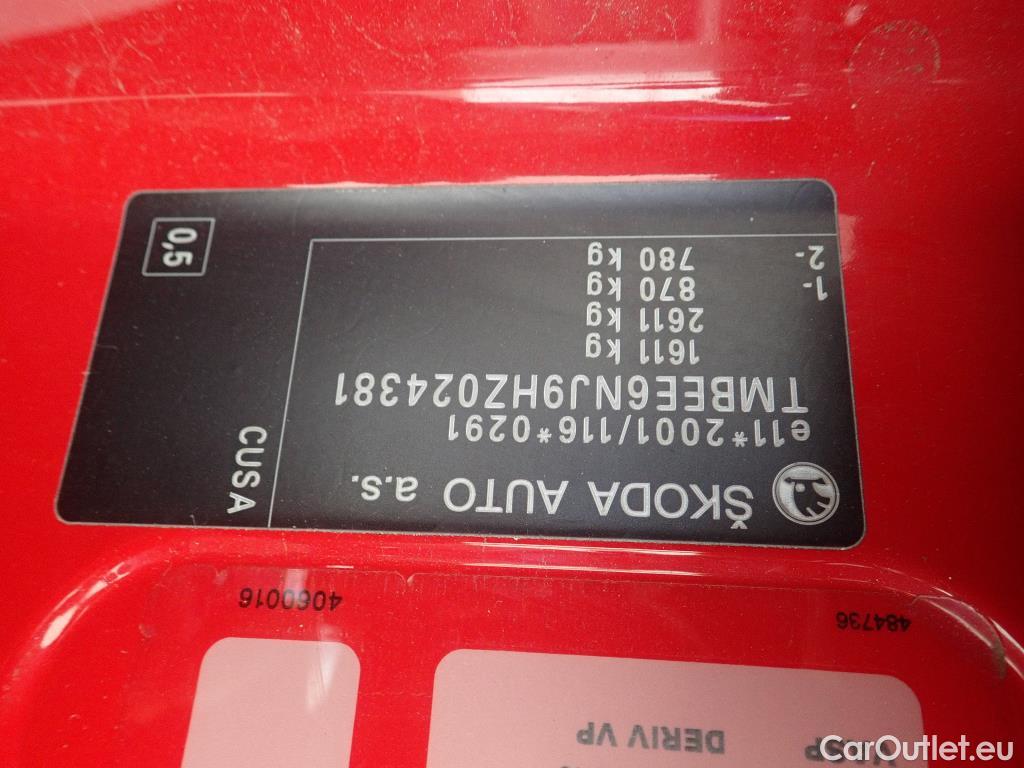 ŠKODA AUTO a.s.
e11*2001/116*0291
TMBEE6NJ9HZ024381
1611 kg
2611 kg
1- 870 kg
2- 780 kg
CUSA
0,5
484736
4060016
DERIV VP
CarOutlet.eu